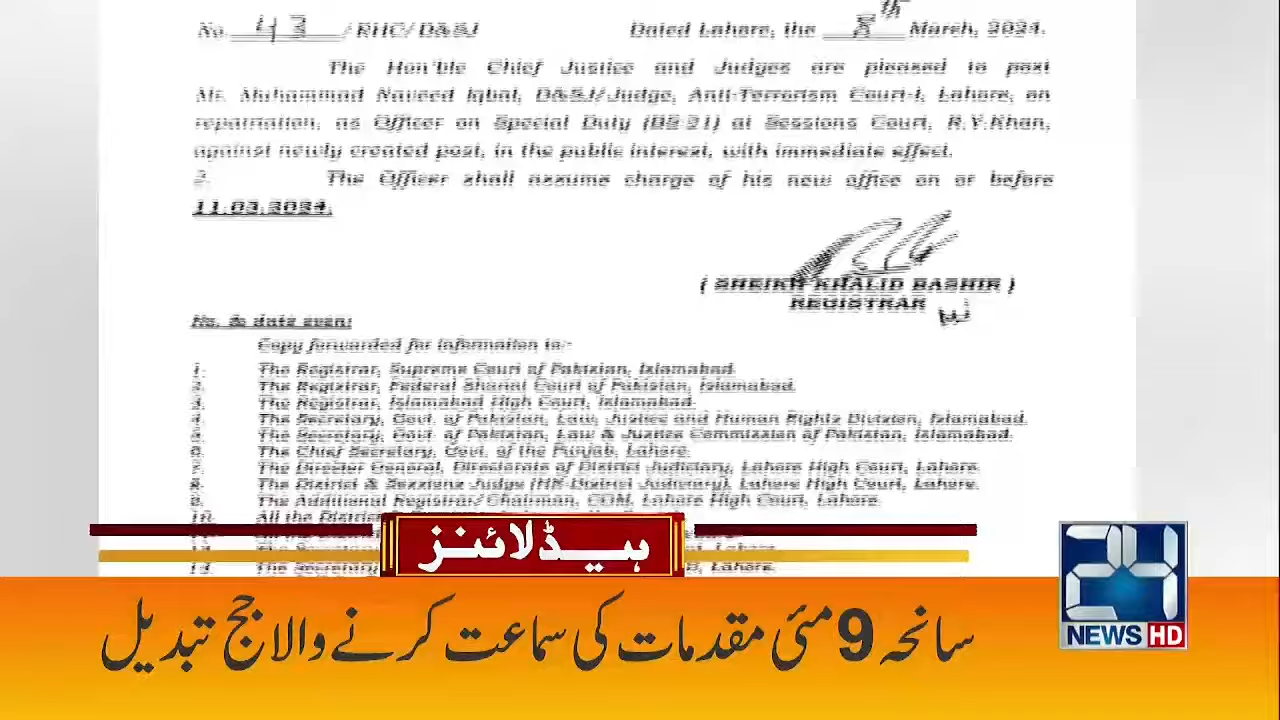 No. 43 /RHC/D&SJ Dated Lahore, the 8th March, 2024.
The Hon'ble Chief Justice and Judges are pleased to post
Mr. Muhammad Naveed Iqbal, D&SJ/Judge, Anti-Terrorism Court-I, Lahore, on
repatriation, as Officer on Special Duty (BS-21) at Sessions Court, R.Y.Khan,
against newly created post, in the public interest, with immediate effect.
2. The Officer shall assume charge of his new office on or before
11.03.2024.
( SHEIKH KHALID BASHIR )
REGISTRAR
No. & date even:
Copy forwarded for information to:-
1. The Registrar, Supreme Court of Pakistan, Islamabad.
2. The Registrar, Federal Shariat Court of Pakistan, Islamabad.
3. The Registrar, Islamabad High Court, Islamabad.
4. The Secretary, Govt. of Pakistan, Law, Justice and Human Rights Division, Islamabad.
5. The Secretary, Govt. of Pakistan, Law & Justice Commission of Pakistan, Islamabad.
6. The Chief Secretary, Govt. of the Punjab, Lahore.
7. The Director General, Directorate of District Judiciary, Lahore High Court, Lahore.
8. The District & Sessions Judge (HR-District Judiciary), Lahore High Court, Lahore.
9. The Additional Registrar/Chairman, COM, Lahore High Court, Lahore.
10. All the District
The Secretary Lahore.
13. The Secretary Lahore.
ہیڈلائنز
سانحہ 9 مئی مقدمات کی سماعت کرنے والا جج تبدیل
24
NEWS HD